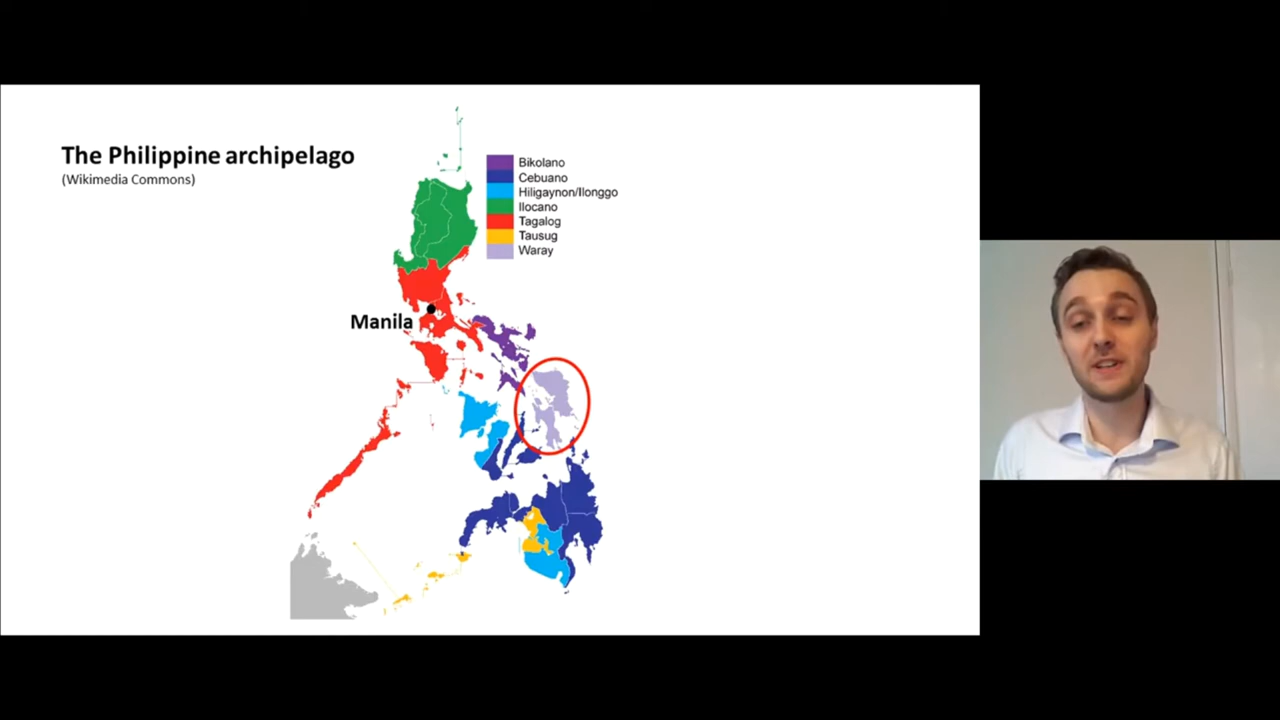 The Philippine archipelago
(Wikimedia Commons)
Bikolano
Cebuano
Hiligaynon/Ilonggo
Ilocano
Tagalog
Tausug
Waray
Manila